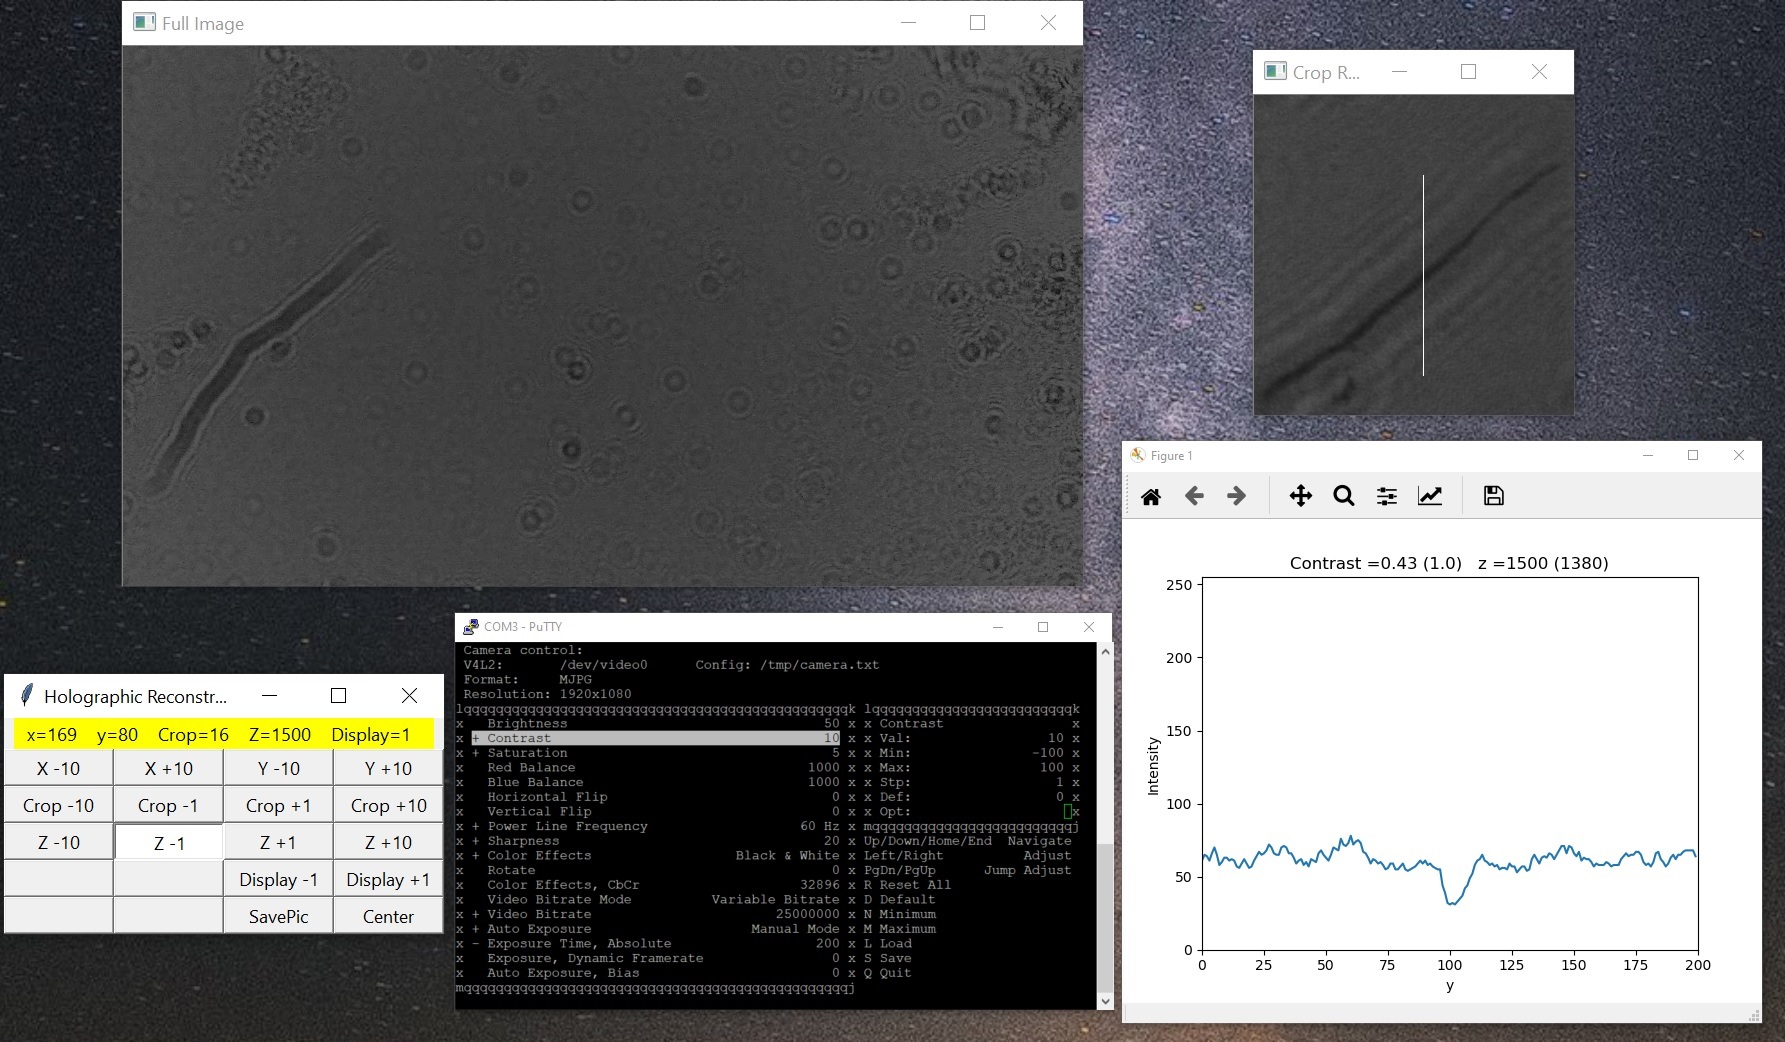 Full Image
Crop R...
Figure 1
Contrast =0.43 (1.0)   z =1500 (1380)
250
200
150
100
50
0
Intensity
0 25 50 75 100 125 150 175 200
y
COM3 - PuTTY
Camera control:
V4L2:       /dev/video0      Config: /tmp/camera.txt
Format:     MJPG
Resolution: 1920x1080
lqqqqqqqqqqqqqqqqqqqqqqqqqqqqqqqqqqqqqqqqqqqqqqqqk lqqqqqqqqqqqqqqqqqqqqqqqqqk
x   Brightness                                50 x x Contrast                x
x + Contrast                                  10 x x Val:                 10 x
x + Saturation                                 5 x x Min:               -100 x
x   Red Balance                             1000 x x Max:                100 x
x   Blue Balance                            1000 x x Stp:                  1 x
x   Horizontal Flip                            0 x x Def:                  0 x
x   Vertical Flip                              0 x x Opt:                    x
x + Power Line Frequency                   60 Hz x mqqqqqqqqqqqqqqqqqqqqqqqqqj
x + Sharpness                                 20 x Up/Down/Home/End  Navigate
x + Color Effects                  Black & White x Left/Right          Adjust
x   Rotate                                     0 x PgDn/PgUp      Jump Adjust
x   Color Effects, CbCr                    32896 x R Reset All
x   Video Bitrate Mode          Variable Bitrate x D Default
x + Video Bitrate                       25000000 x N Minimum
x + Auto Exposure                    Manual Mode x M Maximum
x - Exposure Time, Absolute                  200 x L Load
x   Exposure, Dynamic Framerate                0 x S Save
x   Auto Exposure, Bias                        0 x Q Quit
mqqqqqqqqqqqqqqqqqqqqqqqqqqqqqqqqqqqqqqqqqqqqqqqqj
Holographic Reconstr...
x=169 y=80 Crop=16 Z=1500 Display=1
X -10 X +10 Y -10 Y +10
Crop -10 Crop -1 Crop +1 Crop +10
Z -10 Z -1 Z +1 Z +10
Display -1 Display +1
SavePic Center